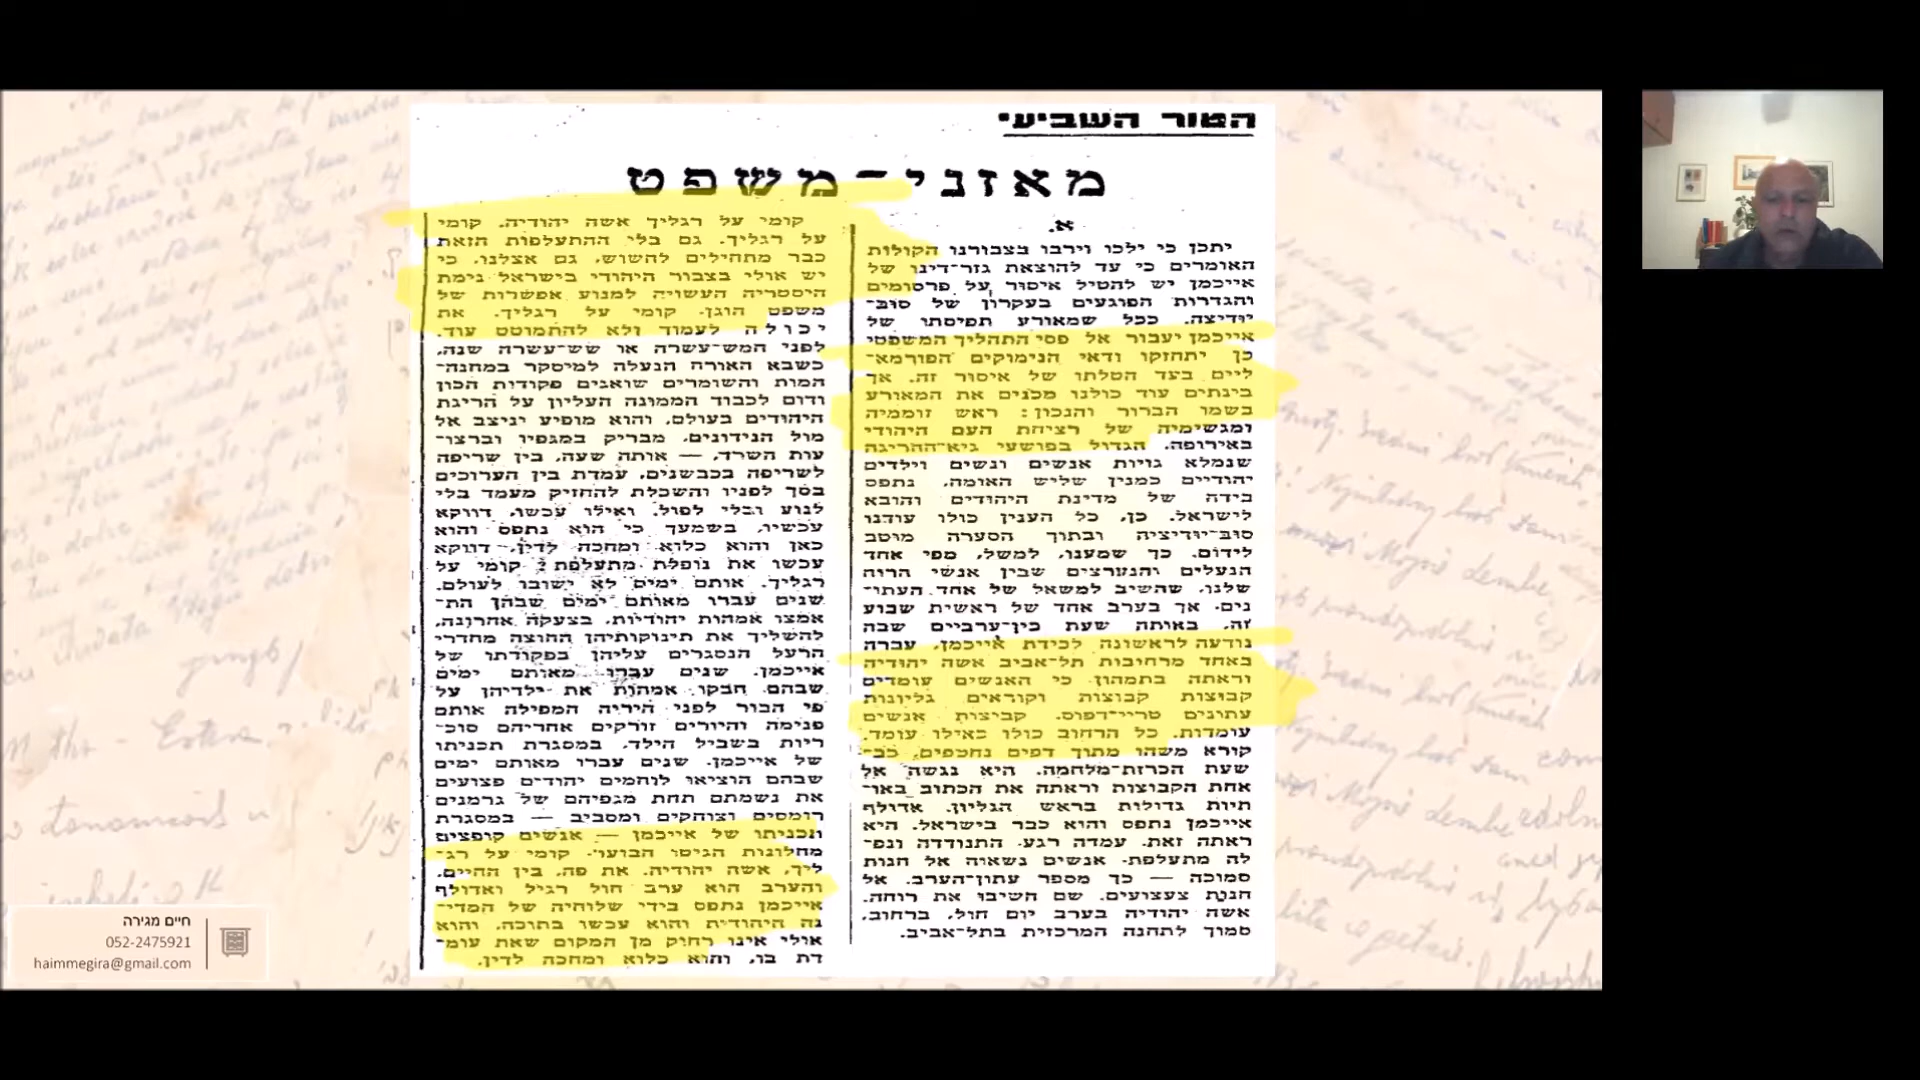 הטור השביעי
מאזני־משפט
א.
יתכן כי ילכו וירבו בצבורנו הקולות
האומרים כי עד להוצאת גזר־דינו של
אייכמן יש להטיל איסור על פרסומים
והגדרות הפוגעים בעקרון של סוב־
יודיצה. ככל שמאורע תפיסתו של
אייכמן יעבור אל פסי התהליך המשפטי
כן יתחזקו ודאי הנימוקים הפורמא־
ליים בעד הטלתו של איסור זה. אך
בינתיים עוד כולנו מכנים את המאורע
בשמו הברור והנכון: ראש זוממיה
ומגשימיה של רציחת העם היהודי
באירופה. הגדול בפושעי גיא־ההריגה
שנמלא גויות אנשים ונשים וילדים
יהודיים כמנין שליש האומה, נתפס
בידה של מדינת היהודים והובא
לישראל. כן, כל הענין כולו עודנו
סוב־יודיציה ובתוך הסערה מוטב
לידום. כך שמענו, למשל, מפי אחד
הנעלים והנערצים שבין אנשי הרוח
שלנו, שהשיב למשאל של אחד העתו־
נים. אך בערב אחד של ראשית שבוע
זה, באותה שעת בין־ערביים שבה
נודעה לראשונה לכידת אייכמן, עברה
באחד מרחובות תל־אביב אשה יהודיה
וראתה בתמהון כי האנשים עומדים
קבוצות קבוצות וקוראים גליונות
עתונים טריי־דפוס. קבוצות אנשים
עומדות. כל הרחוב כולו כאילו עומד,
קורא משהו מתוך דפים נחטפים, כב־
שעת הכרזת־מלחמה. היא נגשה אל
אחת הקבוצות וראתה את הכתוב באו־
תיות גדולות בראש הגליון. אדולף
אייכמן נתפס והוא כבר בישראל. היא
ראתה זאת, עמדה רגע, התנודדה ונפ־
לה מתעלפת. אנשים נשאוה אל חנות
סמוכה — כך מספר עתון־הערב. אל
חנות צעצועים. שם השיבו את רוחה.
אשה יהודיה בערב יום חול, ברחוב,
סמוך לתחנה המרכזית בתל־אביב.
קומי על רגליך אשה יהודיה. קומי
על רגליך. גם בלי ההתעלפות הזאת
כבר מתחילים לחשוש, גם אצלנו, כי
יש אולי בצבור היהודי בישראל נימת
היסטריה העשויה למנוע אפשרות של
משפט הוגן. קומי על רגליך. את
יכולה לעמוד ולא להתמוטט עוד.
לפני חמש־עשרה או שש־עשרה שנה,
כשבא האורח הנעלה למיסקר במחנה־
המות והשומרים שואגים פקודות הכון
ודום לכבוד הממונה העליון על הריגת
היהודים בעולם, והוא מופיע וניצב אל
מול הנידונים, מבריק במגפיו וברצו־
עות השרד, — אותה שעה, בין שריפה
לשריפה בכבשנים, עמדת בין הערוכים
בסך לפניו והשכלת להחזיק מעמד בלי
לנוע ובלי לפול, ואילו עכשו, דווקא
עכשיו, בשמעך כי הוא נתפס והוא
כאן והוא כלוא ומחכה לדין, דווקא
עכשו את נופלת מתעלפת? קומי על
רגליך. אותם ימים לא ישובו לעולם.
שנים עברו מאותם ימים שבהן הת־
אמצו אמהות יהודיות, בצעקה אחרונה,
להשליך את תינוקותיהן החוצה מחדרי
הרעל הנסגרים עליהן בפקודתו של
אייכמן. שנים עברו מאותם ימים
שבהם חבקו אמהות את ילדיהן על
פי הבור לפני היריה המפילה אותם
פנימה והיורים זורקים אחריהם סוכ־
ריות בשביל הילד, במסגרת תכניתו
של אייכמן. שנים עברו מאותם ימים
שבהם הוציאו לוחמים יהודים פצועים
את נשמתם תחת מגפיהם של גרמנים
רומסים וצוחקים ומסביב — במסגרת
תכניתו של אייכמן — אנשים קופצים
מחלונות הגיטו הבוער. קומי על רג־
ליך, אשה יהודיה. את פה, בין החיים,
והערב הוא ערב חול רגיל ואדולף
אייכמן נתפס בידי שלוחיה של המדי־
נה היהודית והוא עכשו בתוכה, והוא
אולי אינו רחוק מן המקום שאת עומ־
דת בו, והוא כלוא ומחכה לדין.
חיים מגירה
052-2475921
haimmegira@gmail.com